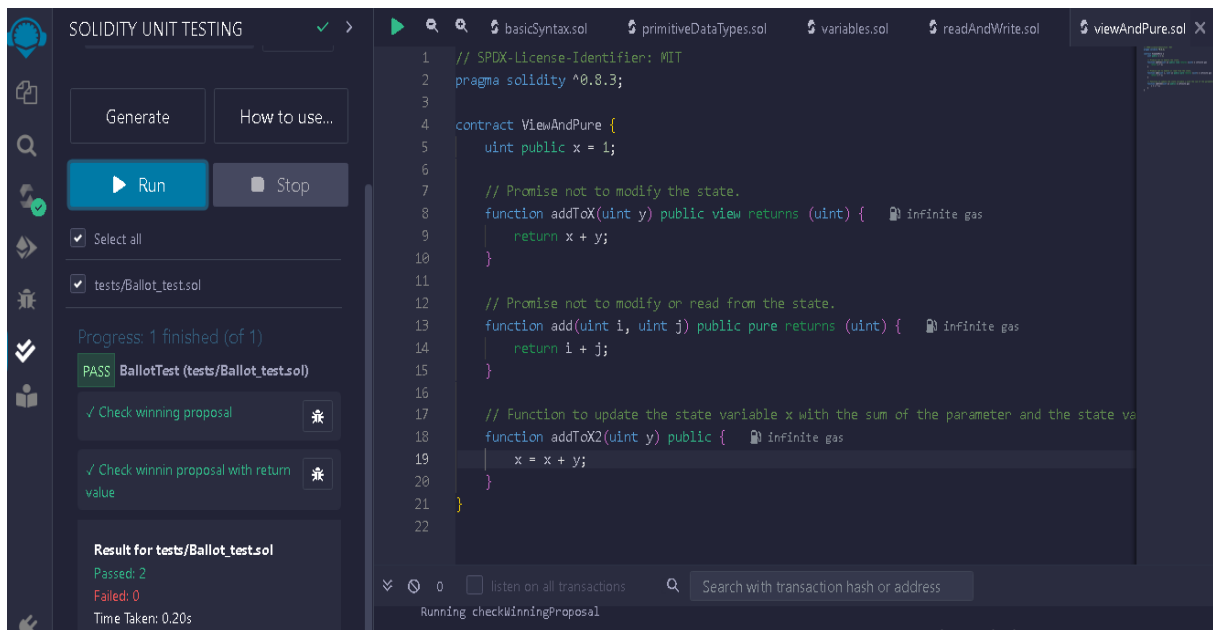 SOLIDITY UNIT TESTING
Generate
How to use...
Run
Stop
Select all
tests/Ballot_test.sol
Progress: 1 finished (of 1)
PASS BallotTest (tests/Ballot_test.sol)
✓ Check winning proposal
✓ Check winnin proposal with return
value
Result for tests/Ballot_test.sol
Passed: 2
Failed: 0
Time Taken: 0.20s
basicSyntax.sol
primitiveDataTypes.sol
variables.sol
readAndWrite.sol
viewAndPure.sol
1 // SPDX-License-Identifier: MIT
2 pragma solidity ^0.8.3;
3
4 contract ViewAndPure {
5 uint public x = 1;
6
7 // Promise not to modify the state.
8 function addToX(uint y) public view returns (uint) { infinite gas
9 return x + y;
10 }
11
12 // Promise not to modify or read from the state.
13 function add(uint i, uint j) public pure returns (uint) { infinite gas
14 return i + j;
15 }
16
17 // Function to update the state variable x with the sum of the parameter and the state va
18 function addToX2(uint y) public { infinite gas
19 x = x + y;
20 }
21 }
22
0
listen on all transactions
Search with transaction hash or address
Running checkWinningProposal